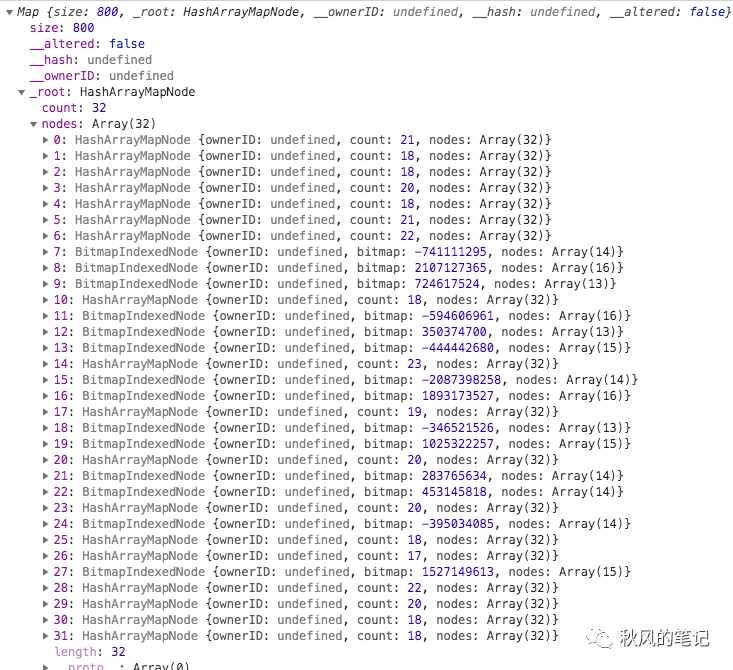 Map {size: 800, _root: HashArrayMapNode, __ownerID: undefined, __hash: undefined, __altered: false}
size: 800
__altered: false
__hash: undefined
__ownerID: undefined
_root: HashArrayMapNode
count: 32
nodes: Array(32)
0: HashArrayMapNode {ownerID: undefined, count: 21, nodes: Array(32)}
1: HashArrayMapNode {ownerID: undefined, count: 18, nodes: Array(32)}
2: HashArrayMapNode {ownerID: undefined, count: 18, nodes: Array(32)}
3: HashArrayMapNode {ownerID: undefined, count: 20, nodes: Array(32)}
4: HashArrayMapNode {ownerID: undefined, count: 18, nodes: Array(32)}
5: HashArrayMapNode {ownerID: undefined, count: 21, nodes: Array(32)}
6: HashArrayMapNode {ownerID: undefined, count: 22, nodes: Array(32)}
7: BitmapIndexedNode {ownerID: undefined, bitmap: -741111295, nodes: Array(14)}
8: BitmapIndexedNode {ownerID: undefined, bitmap: 2107127365, nodes: Array(16)}
9: BitmapIndexedNode {ownerID: undefined, bitmap: 724617524, nodes: Array(13)}
10: HashArrayMapNode {ownerID: undefined, count: 18, nodes: Array(32)}
11: BitmapIndexedNode {ownerID: undefined, bitmap: -594606961, nodes: Array(16)}
12: BitmapIndexedNode {ownerID: undefined, bitmap: 350374700, nodes: Array(13)}
13: BitmapIndexedNode {ownerID: undefined, bitmap: -444442680, nodes: Array(15)}
14: HashArrayMapNode {ownerID: undefined, count: 23, nodes: Array(32)}
15: BitmapIndexedNode {ownerID: undefined, bitmap: -2087398258, nodes: Array(14)}
16: BitmapIndexedNode {ownerID: undefined, bitmap: 1893173527, nodes: Array(16)}
17: HashArrayMapNode {ownerID: undefined, count: 19, nodes: Array(32)}
18: BitmapIndexedNode {ownerID: undefined, bitmap: -346521526, nodes: Array(13)}
19: BitmapIndexedNode {ownerID: undefined, bitmap: 1025322257, nodes: Array(15)}
20: HashArrayMapNode {ownerID: undefined, count: 20, nodes: Array(32)}
21: BitmapIndexedNode {ownerID: undefined, bitmap: 283765634, nodes: Array(14)}
22: BitmapIndexedNode {ownerID: undefined, bitmap: 453145818, nodes: Array(14)}
23: HashArrayMapNode {ownerID: undefined, count: 20, nodes: Array(32)}
24: BitmapIndexedNode {ownerID: undefined, bitmap: -395034085, nodes: Array(14)}
25: HashArrayMapNode {ownerID: undefined, count: 18, nodes: Array(32)}
26: HashArrayMapNode {ownerID: undefined, count: 17, nodes: Array(32)}
27: BitmapIndexedNode {ownerID: undefined, bitmap: 1527149613, nodes: Array(15)}
28: HashArrayMapNode {ownerID: undefined, count: 22, nodes: Array(32)}
29: HashArrayMapNode {ownerID: undefined, count: 20, nodes: Array(32)}
30: HashArrayMapNode {ownerID: undefined, count: 18, nodes: Array(32)}
31: HashArrayMapNode {ownerID: undefined, count: 18, nodes: Array(32)}
秋风的笔记
length: 32
__proto__: Array(0)